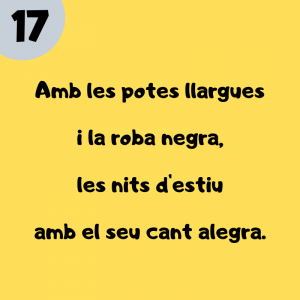 17
Amb les potes llargues
i la roba negra,
les nits d'estiu
amb el seu cant alegra.